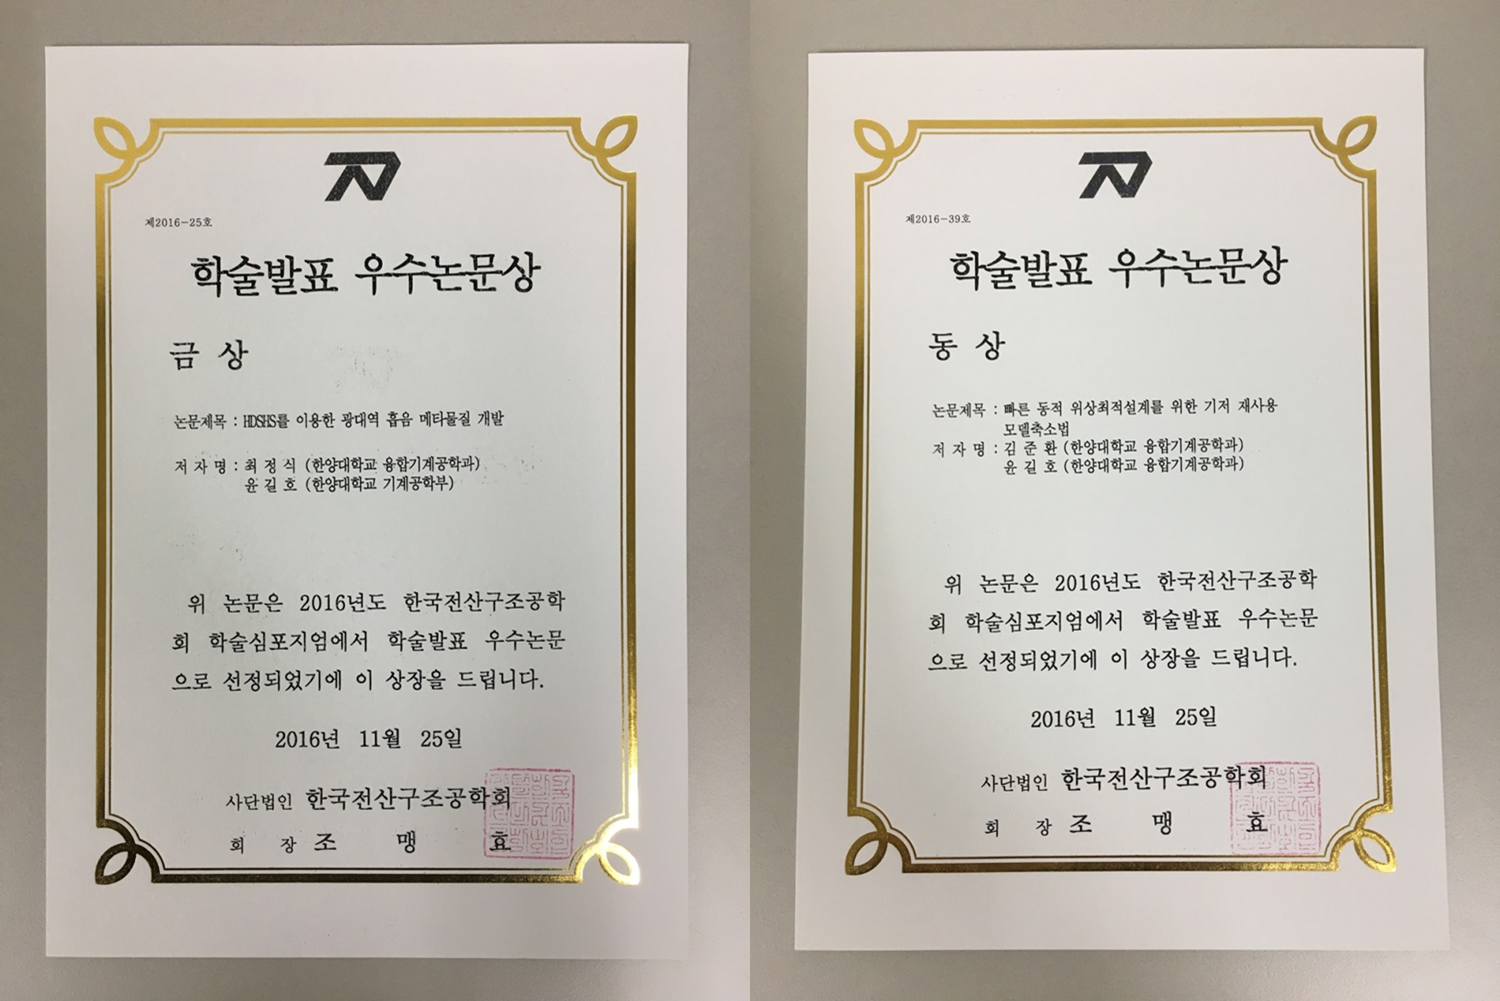 제2016-25호
학술발표 우수논문상
금 상
논문제목 : HDSHS를 이용한 광대역 흡음 메타물질 개발
저 자 명 : 최 정 식 (한양대학교 융합기계공학과)
윤 길 호 (한양대학교 기계공학부)
위 논문은 2016년도 한국전산구조공학
회 학술심포지엄에서 학술발표 우수논문
으로 선정되었기에 이 상장을 드립니다.
2016년 11월 25일
사단법인 한국전산구조공학회
회 장 조 맹 효
제2016-39호
학술발표 우수논문상
동 상
논문제목 : 빠른 동적 위상최적설계를 위한 기저 재사용
모델축소법
저 자 명 : 김 준 환 (한양대학교 융합기계공학과)
윤 길 호 (한양대학교 융합기계공학과)
위 논문은 2016년도 한국전산구조공학
회 학술심포지엄에서 학술발표 우수논문
으로 선정되었기에 이 상장을 드립니다.
2016년 11월 25일
사단법인 한국전산구조공학회
회 장 조 맹 효